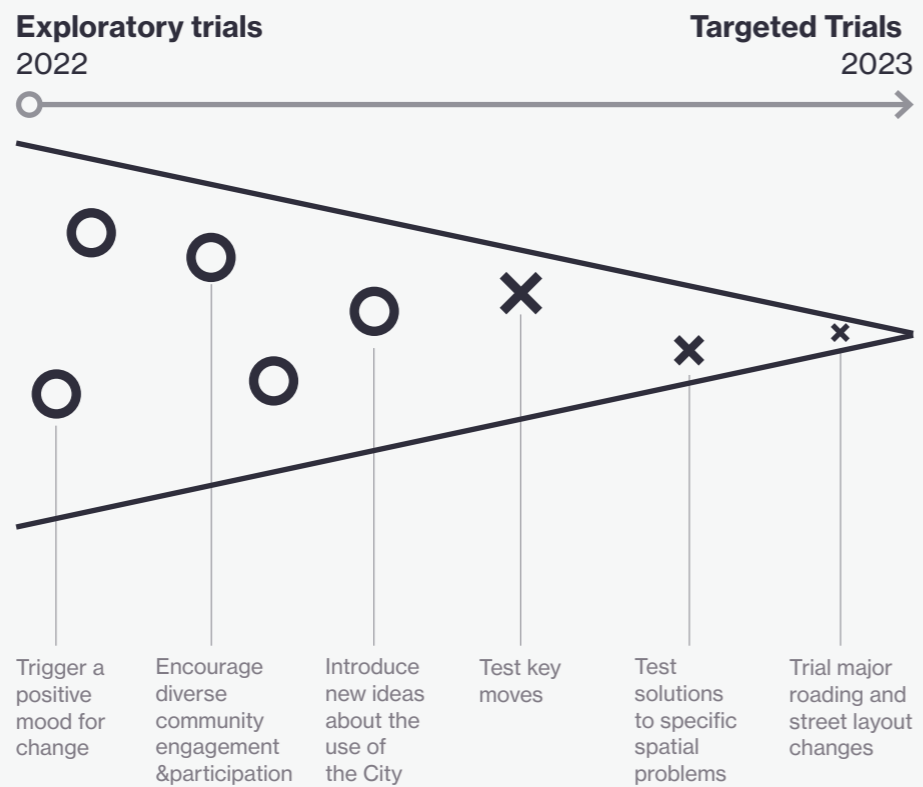 Exploratory trials
2022
Targeted Trials
2023
Trigger a
positive
mood for
change
Encourage
diverse
community
engagement
&participation
Introduce
new ideas
about the
use of
the City
Test key
moves
Test
solutions
to specific
spatial
problems
Trial major
roading and
street layout
changes